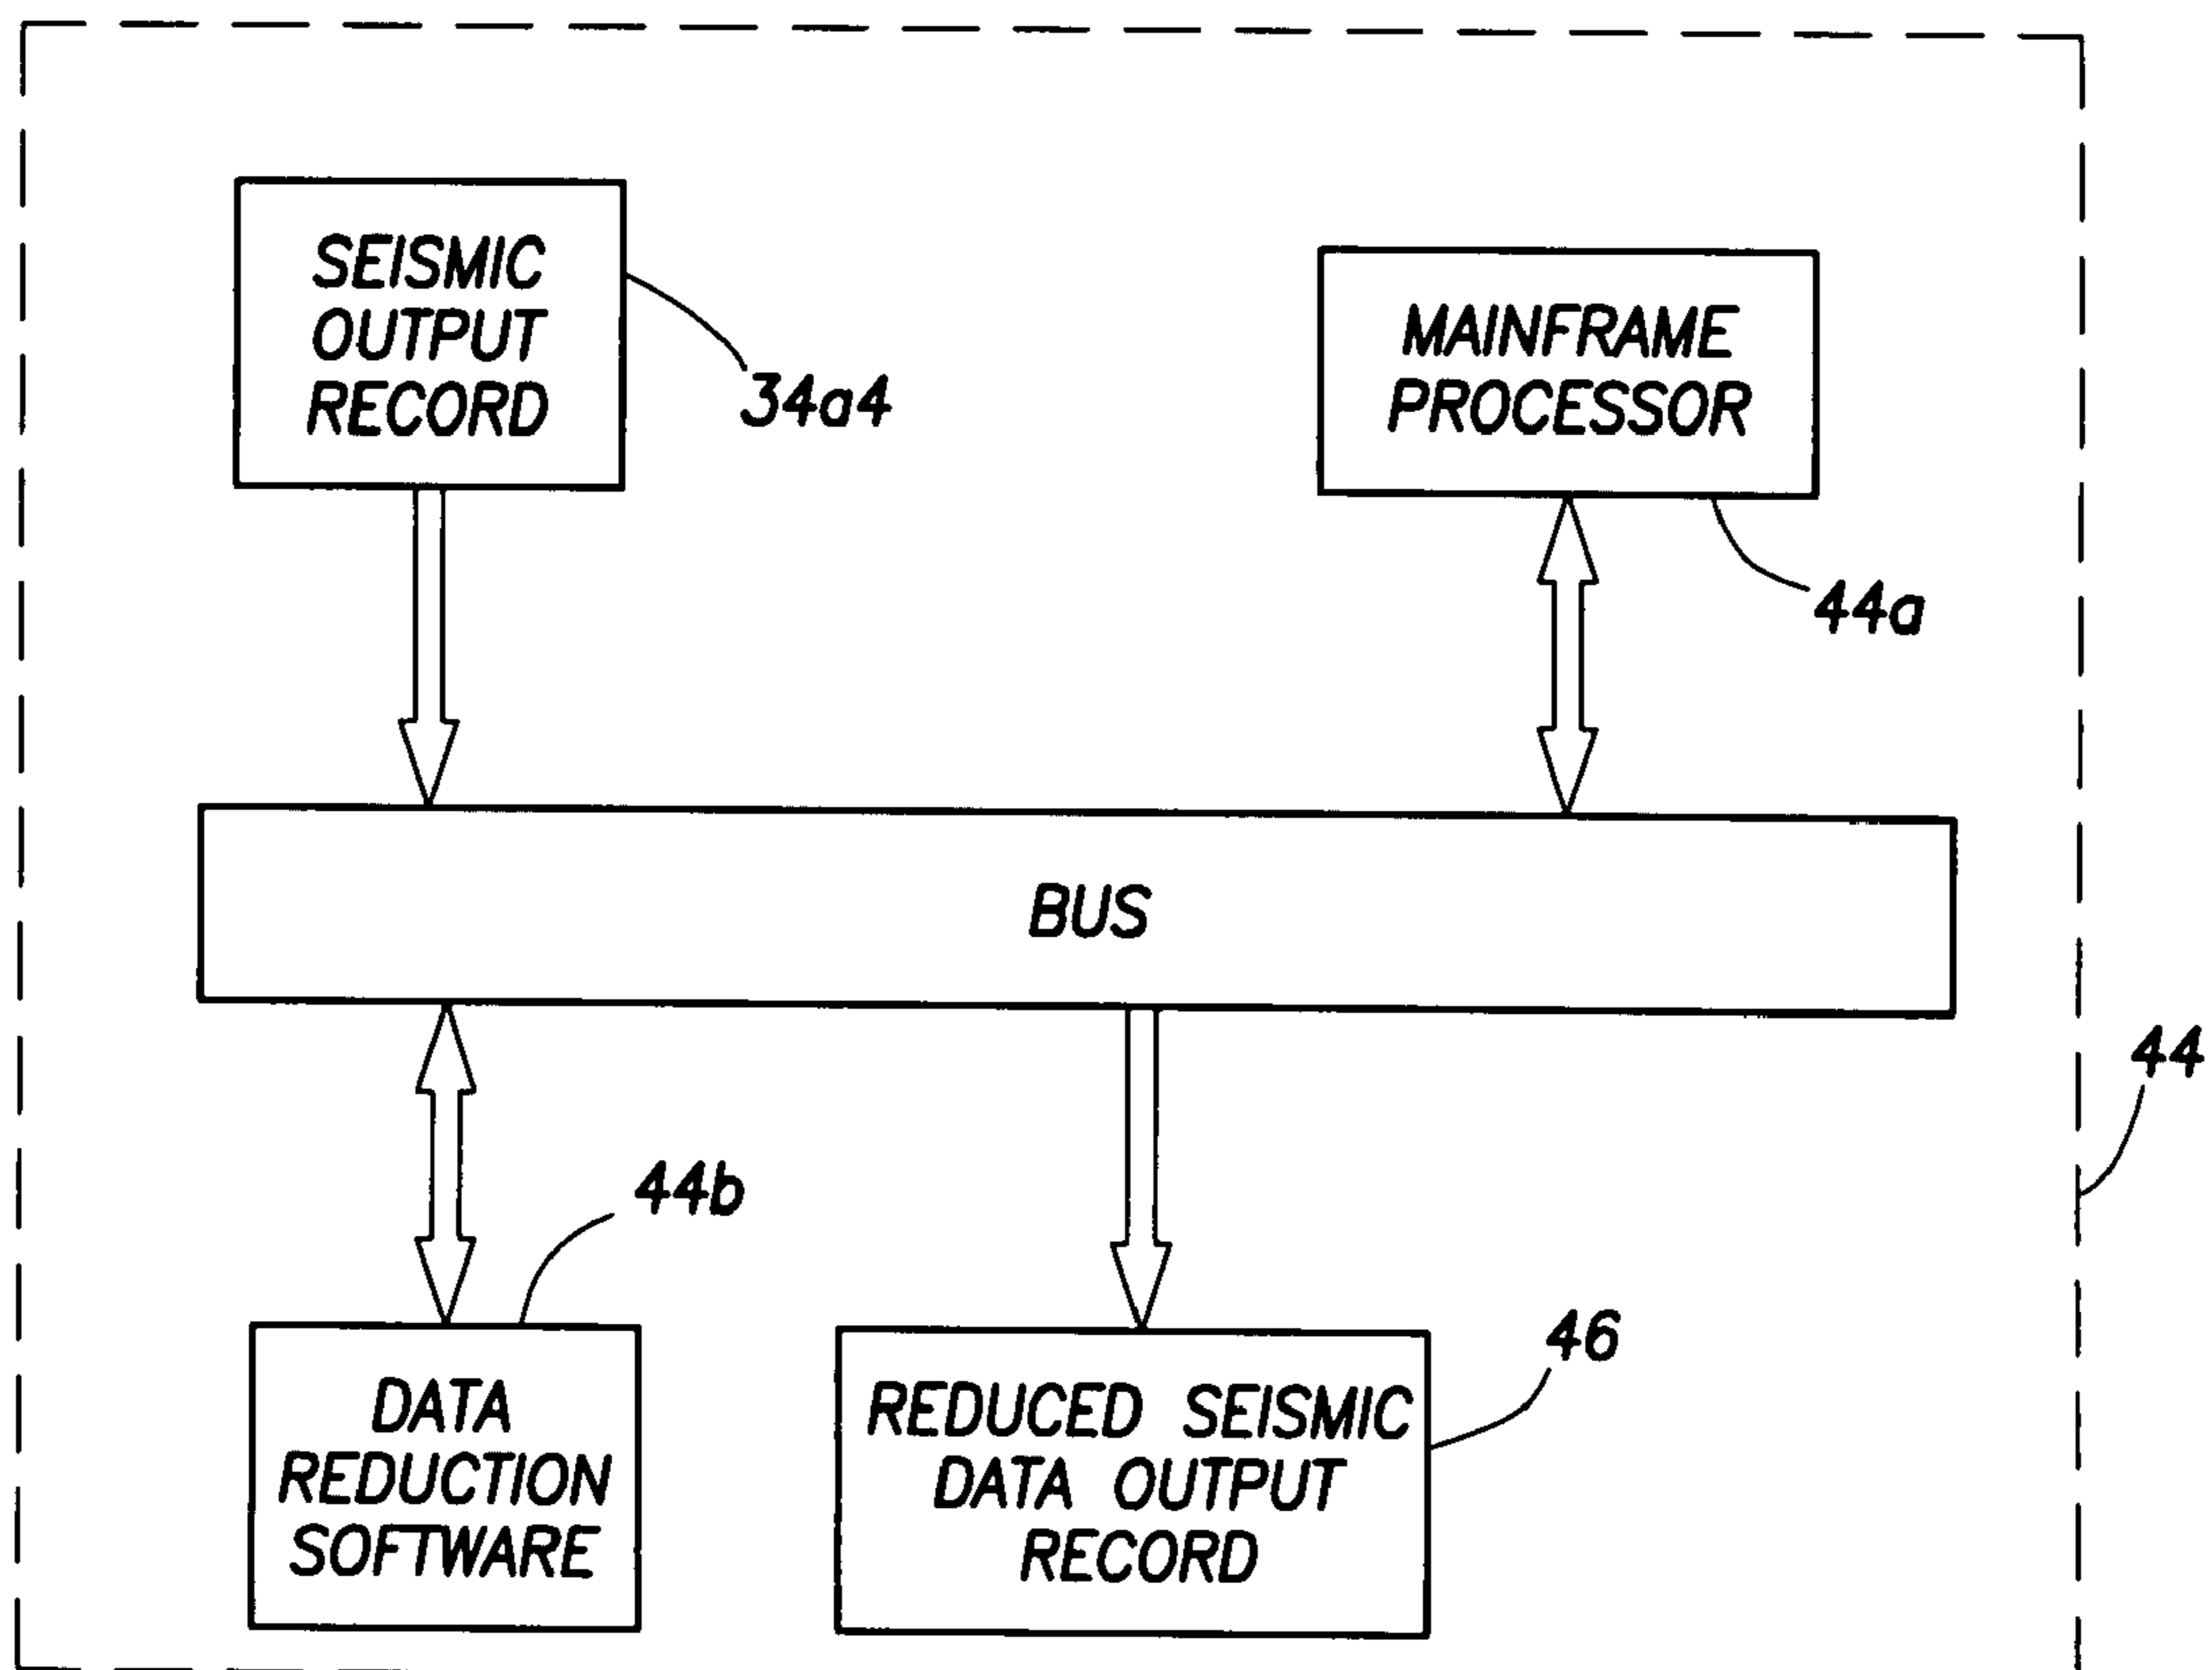 SEISMIC
OUTPUT
RECORD
34a4
MAINFRAME
PROCESSOR
44a
BUS
44
44b
46
DATA
REDUCTION
SOFTWARE
REDUCED SEISMIC
DATA OUTPUT
RECORD